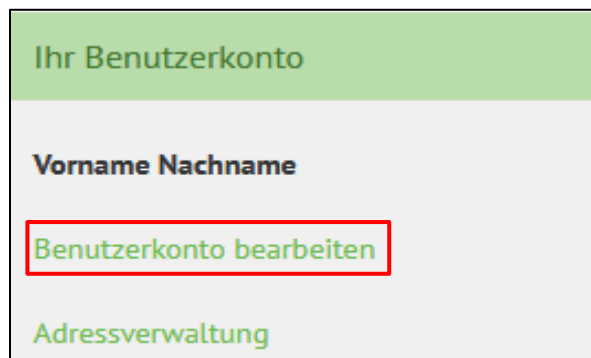 Ihr Benutzerkonto
Vorname Nachname
Benutzerkonto bearbeiten
Adressverwaltung